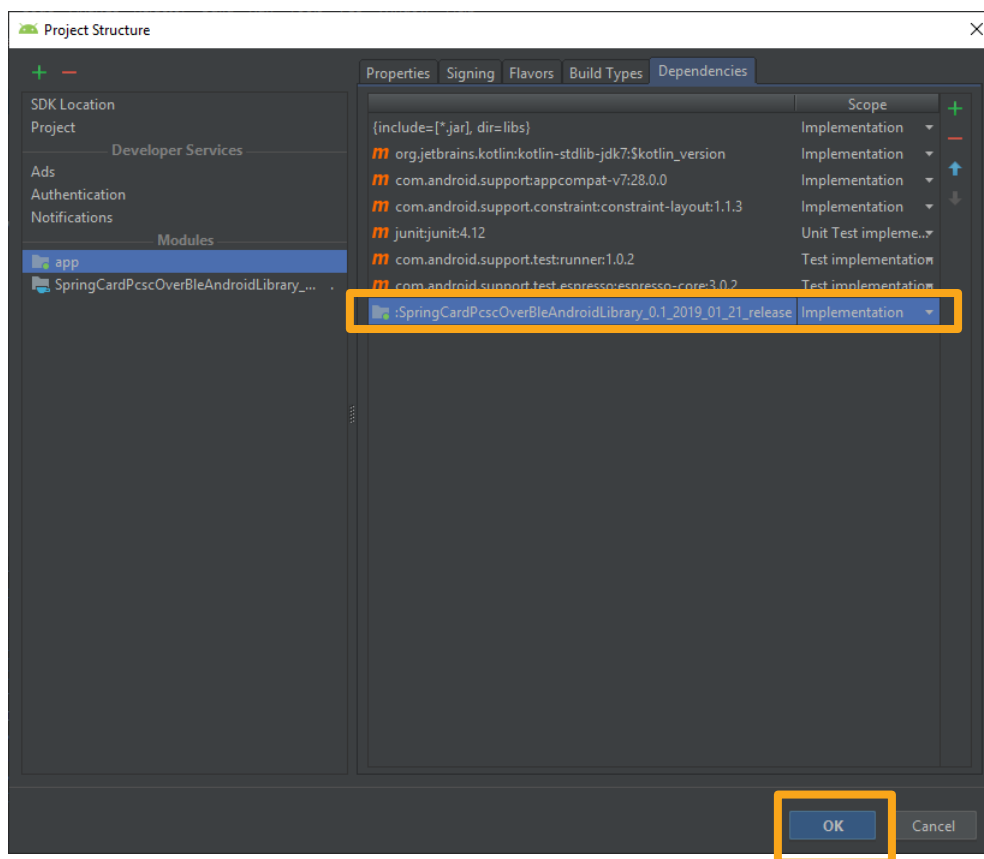 Project Structure
SDK Location
Project
Developer Services
Ads
Authentication
Notifications
Modules
app
SpringCardPcscOverBleAndroidLibrary_... .
Properties Signing Flavors Build Types Dependencies
Scope
{include=[*.jar], dir=libs} Implementation
m org.jetbrains.kotlin:kotlin-stdlib-jdk7:$kotlin_version Implementation
m com.android.support:appcompat-v7:28.0.0 Implementation
m com.android.support.constraint:constraint-layout:1.1.3 Implementation
m junit:junit:4.12 Unit Test impleme...
m com.android.support.test:runner:1.0.2 Test implementation
m com.android.support.test.espresso:espresso-core:3.0.2 Test implementation
:SpringCardPcscOverBleAndroidLibrary_0.1_2019_01_21_release Implementation
OK Cancel